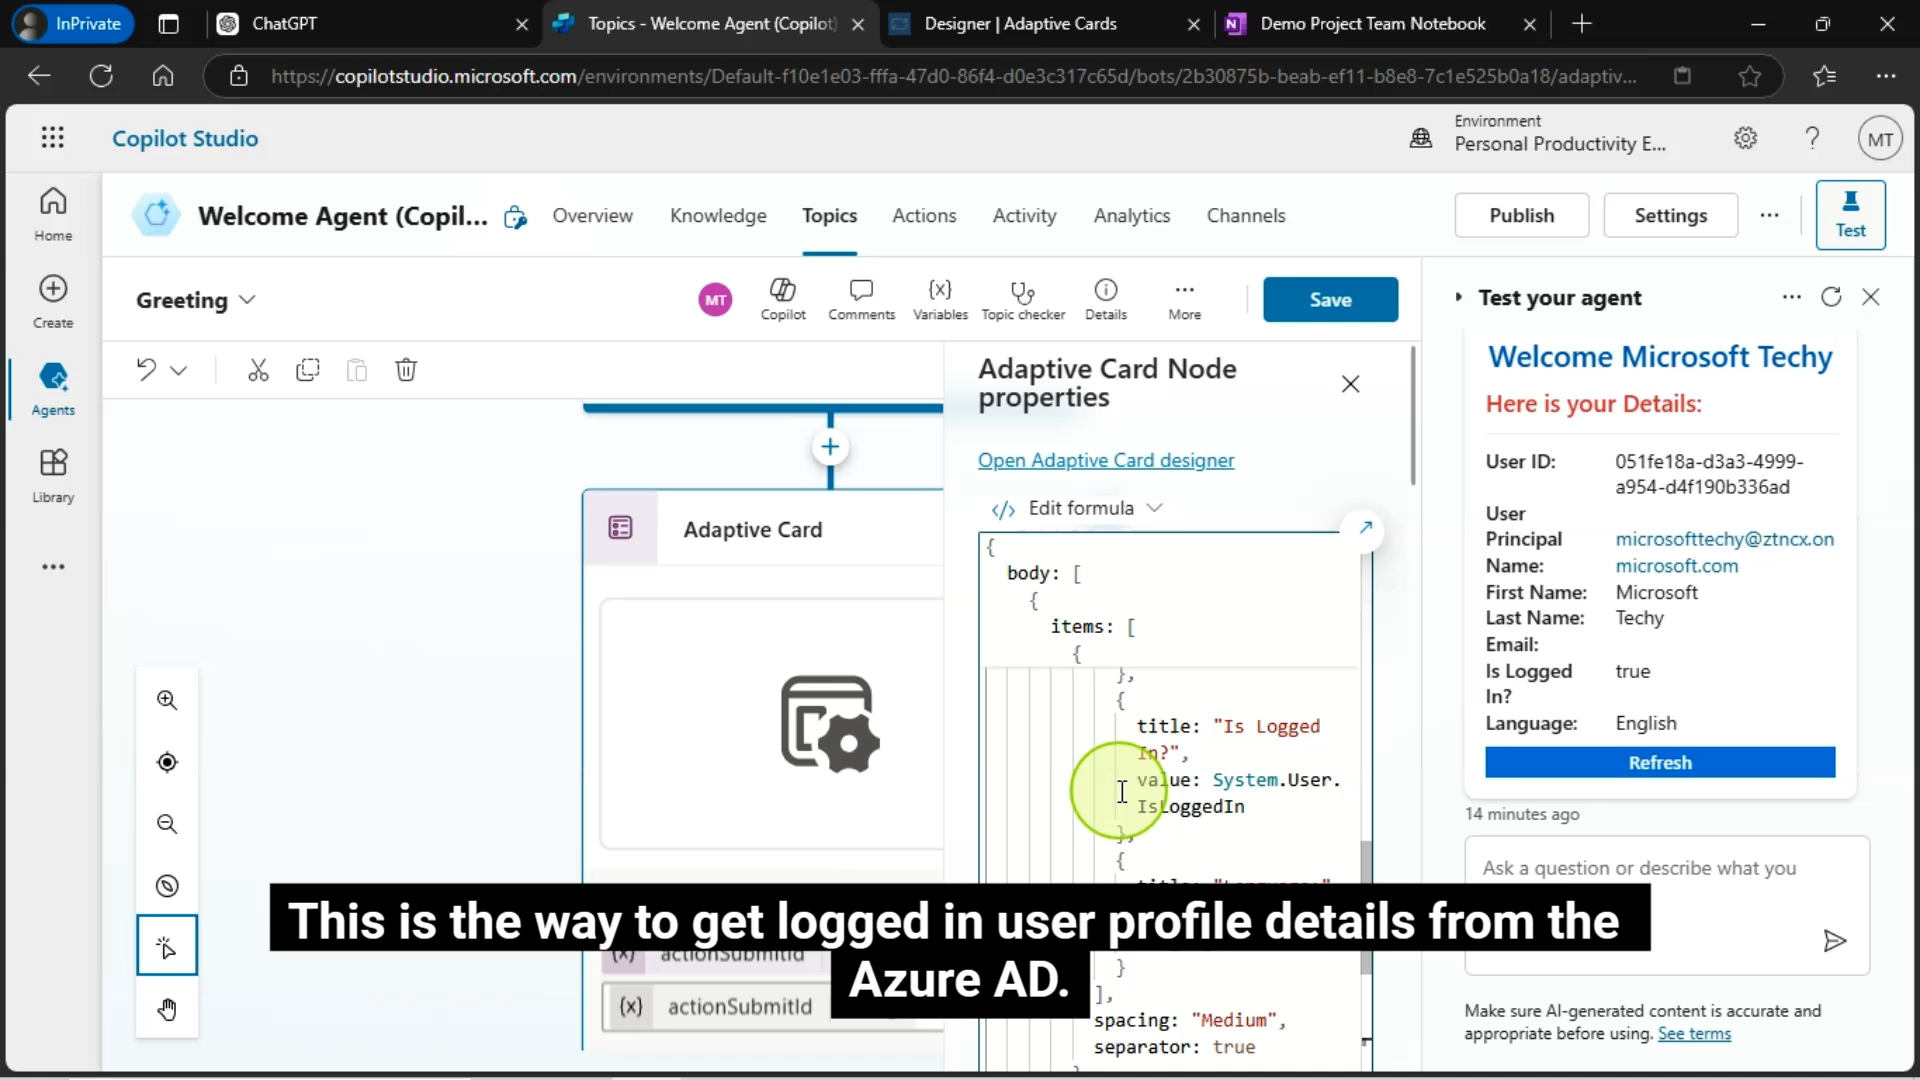 InPrivate
ChatGPT
Topics - Welcome Agent (Copilot
Designer | Adaptive Cards
Demo Project Team Notebook
https://copilotstudio.microsoft.com/environments/Default-f10e1e03-fffa-47d0-86f4-d0e3c317c65d/bots/2b30875b-beab-ef11-b8e8-7c1e525b0a18/adaptiv...
Copilot Studio
Environment
Personal Productivity E...
MT
Home
Create
Agents
Library
Welcome Agent (Copil...
Overview
Knowledge
Topics
Actions
Activity
Analytics
Channels
Publish
Settings
Test
Greeting
MT
Copilot
Comments
Variables
Topic checker
Details
More
Save
Adaptive Card
{x} actionSubmitId
{x} actionSubmitId
Adaptive Card Node
properties
Open Adaptive Card designer
</> Edit formula
{
body: [
{
items: [
{
},
{
title: "Is Logged
In?",
value: System.User.
IsLoggedIn
},
{
}
],
spacing: "Medium",
separator: true
Test your agent
Welcome Microsoft Techy
Here is your Details:
User ID: 051fe18a-d3a3-4999-
a954-d4f190b336ad
User
Principal microsofttechy@ztncx.on
Name: microsoft.com
First Name: Microsoft
Last Name: Techy
Email:
Is Logged true
In?
Language: English
Refresh
14 minutes ago
Ask a question or describe what you
Make sure AI-generated content is accurate and
appropriate before using. See terms
This is the way to get logged in user profile details from the
Azure AD.